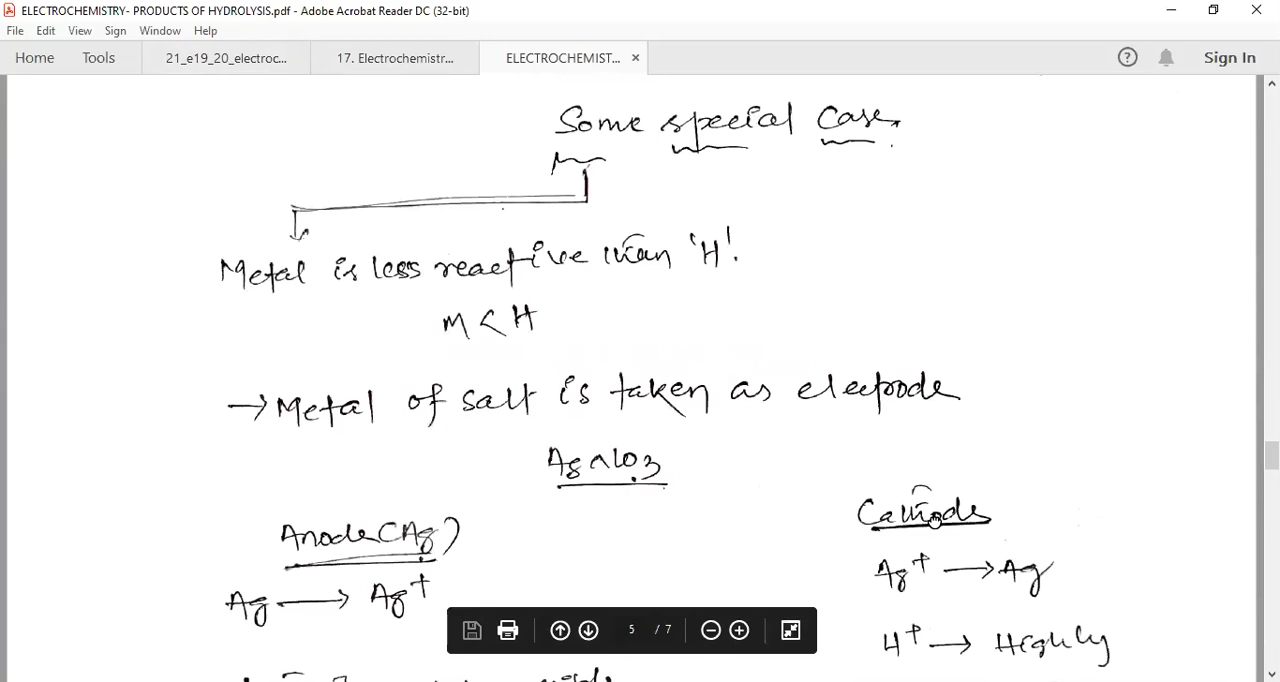 ELECTROCHEMISTRY- PRODUCTS OF HYDROLYSIS.pdf - Adobe Acrobat Reader DC (32-bit)
File Edit View Sign Window Help
Home Tools 21_e19_20_electroc... 17. Electrochemistr... ELECTROCHEMIST... × Sign In
Some special Case.
Metal is less reactive than 'H'.
M < H
→ Metal of salt is taken as electrode
AgNO3
Anode (Ag) Cathode
Ag → Ag+ Ag+ → Ag
5 / 7
H+ → Highly